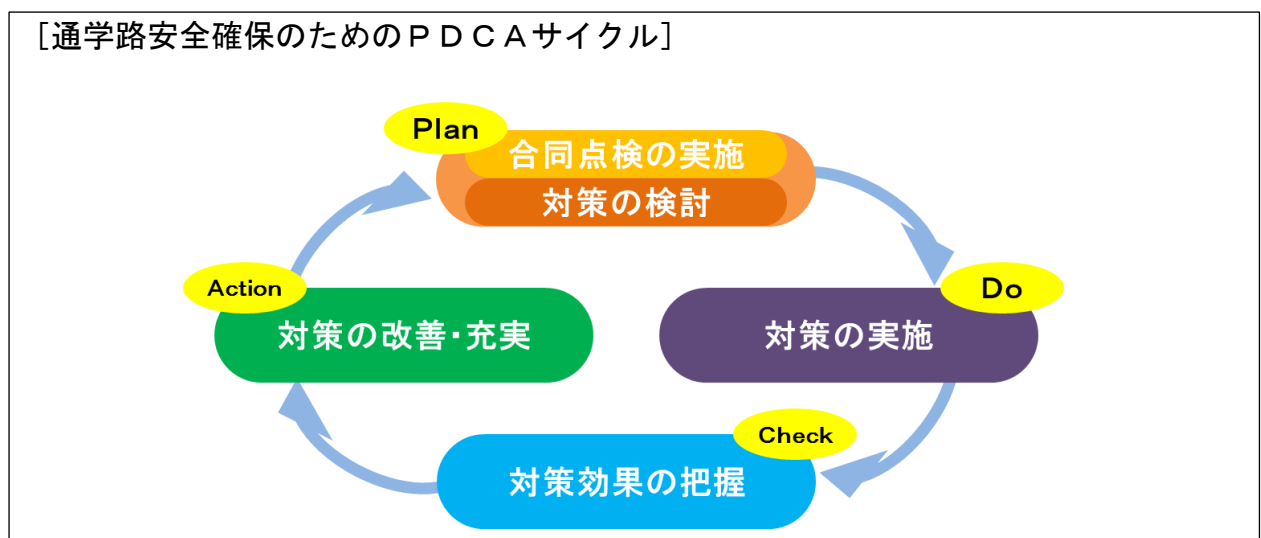 ［通学路安全確保のためのＰＤＣＡサイクル］
Plan
合同点検の実施
対策の検討
Action
Do
対策の改善・充実
対策の実施
Check
対策効果の把握